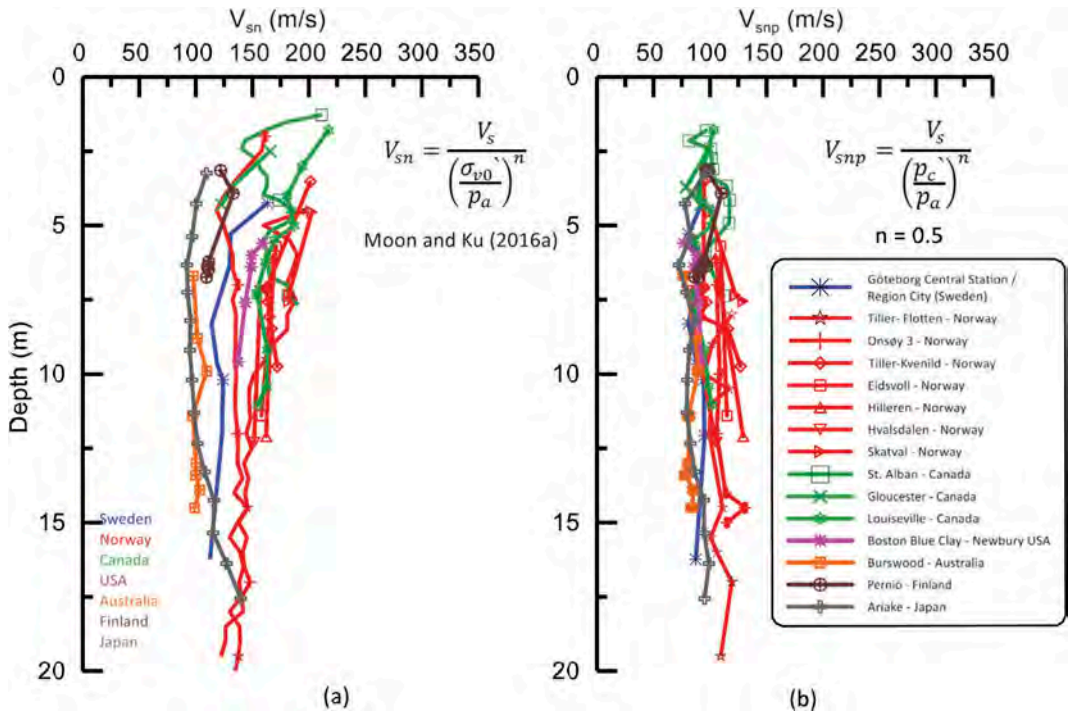 V_sn (m/s)
0 50 100 150 200 250 300 350
0
5
10
15
20
Depth (m)
V_sn = V_s / (σ_v0` / p_a)^n
Moon and Ku (2016a)
Sweden
Norway
Canada
USA
Australia
Finland
Japan
(a)
V_snp (m/s)
0 50 100 150 200 250 300 350
0
5
10
15
20
V_snp = V_s / (p_c` / p_a)^n
n = 0.5
Göteborg Central Station /
Region City (Sweden)
Tiller- Flotten - Norway
Onsøy 3 - Norway
Tiller-Kvenild - Norway
Eidsvoll - Norway
Hilleren - Norway
Hvalsdalen - Norway
Skatval - Norway
St. Alban - Canada
Gloucester - Canada
Louiseville - Canada
Boston Blue Clay - Newbury USA
Burswood - Australia
Perniö - Finland
Ariake - Japan
(b)